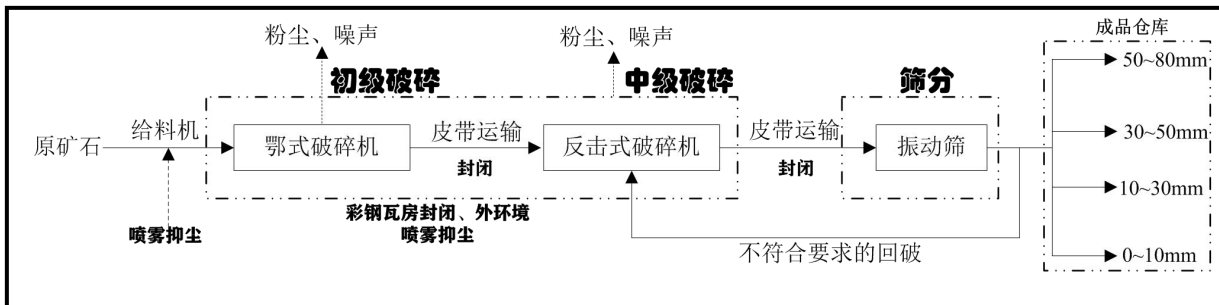 粉尘、噪声
粉尘、噪声
成品仓库
初级破碎
中级破碎
筛分
50~80mm
原矿石
给料机
鄂式破碎机
皮带运输
封闭
反击式破碎机
皮带运输
封闭
振动筛
30~50mm
10~30mm
喷雾抑尘
彩钢瓦房封闭、外环境
喷雾抑尘
不符合要求的回破
0~10mm